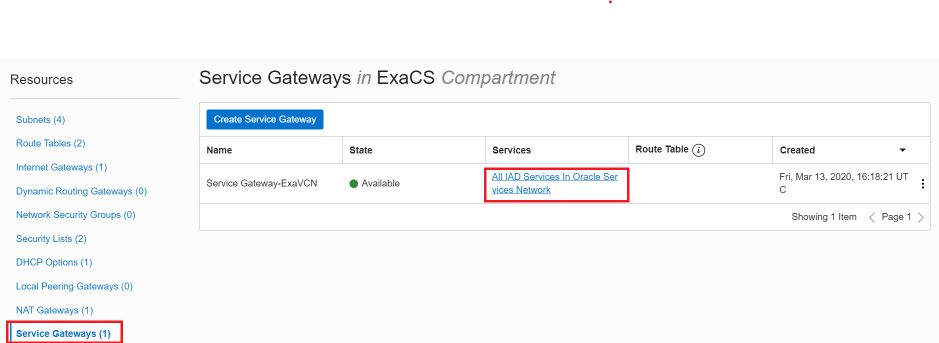 Resources
Subnets (4)
Route Tables (2)
Internet Gateways (1)
Dynamic Routing Gateways (0)
Network Security Groups (0)
Security Lists (2)
DHCP Options (1)
Local Peering Gateways (0)
NAT Gateways (1)
Service Gateways (1)
Service Gateways in ExaCS Compartment
Create Service Gateway
Name State Services Route Table i Created
Service Gateway-ExaVCN Available All IAD Services In Oracle Ser Fri, Mar 13, 2020, 16:18:21 UT
vices Network C
Showing 1 Item < Page 1 >